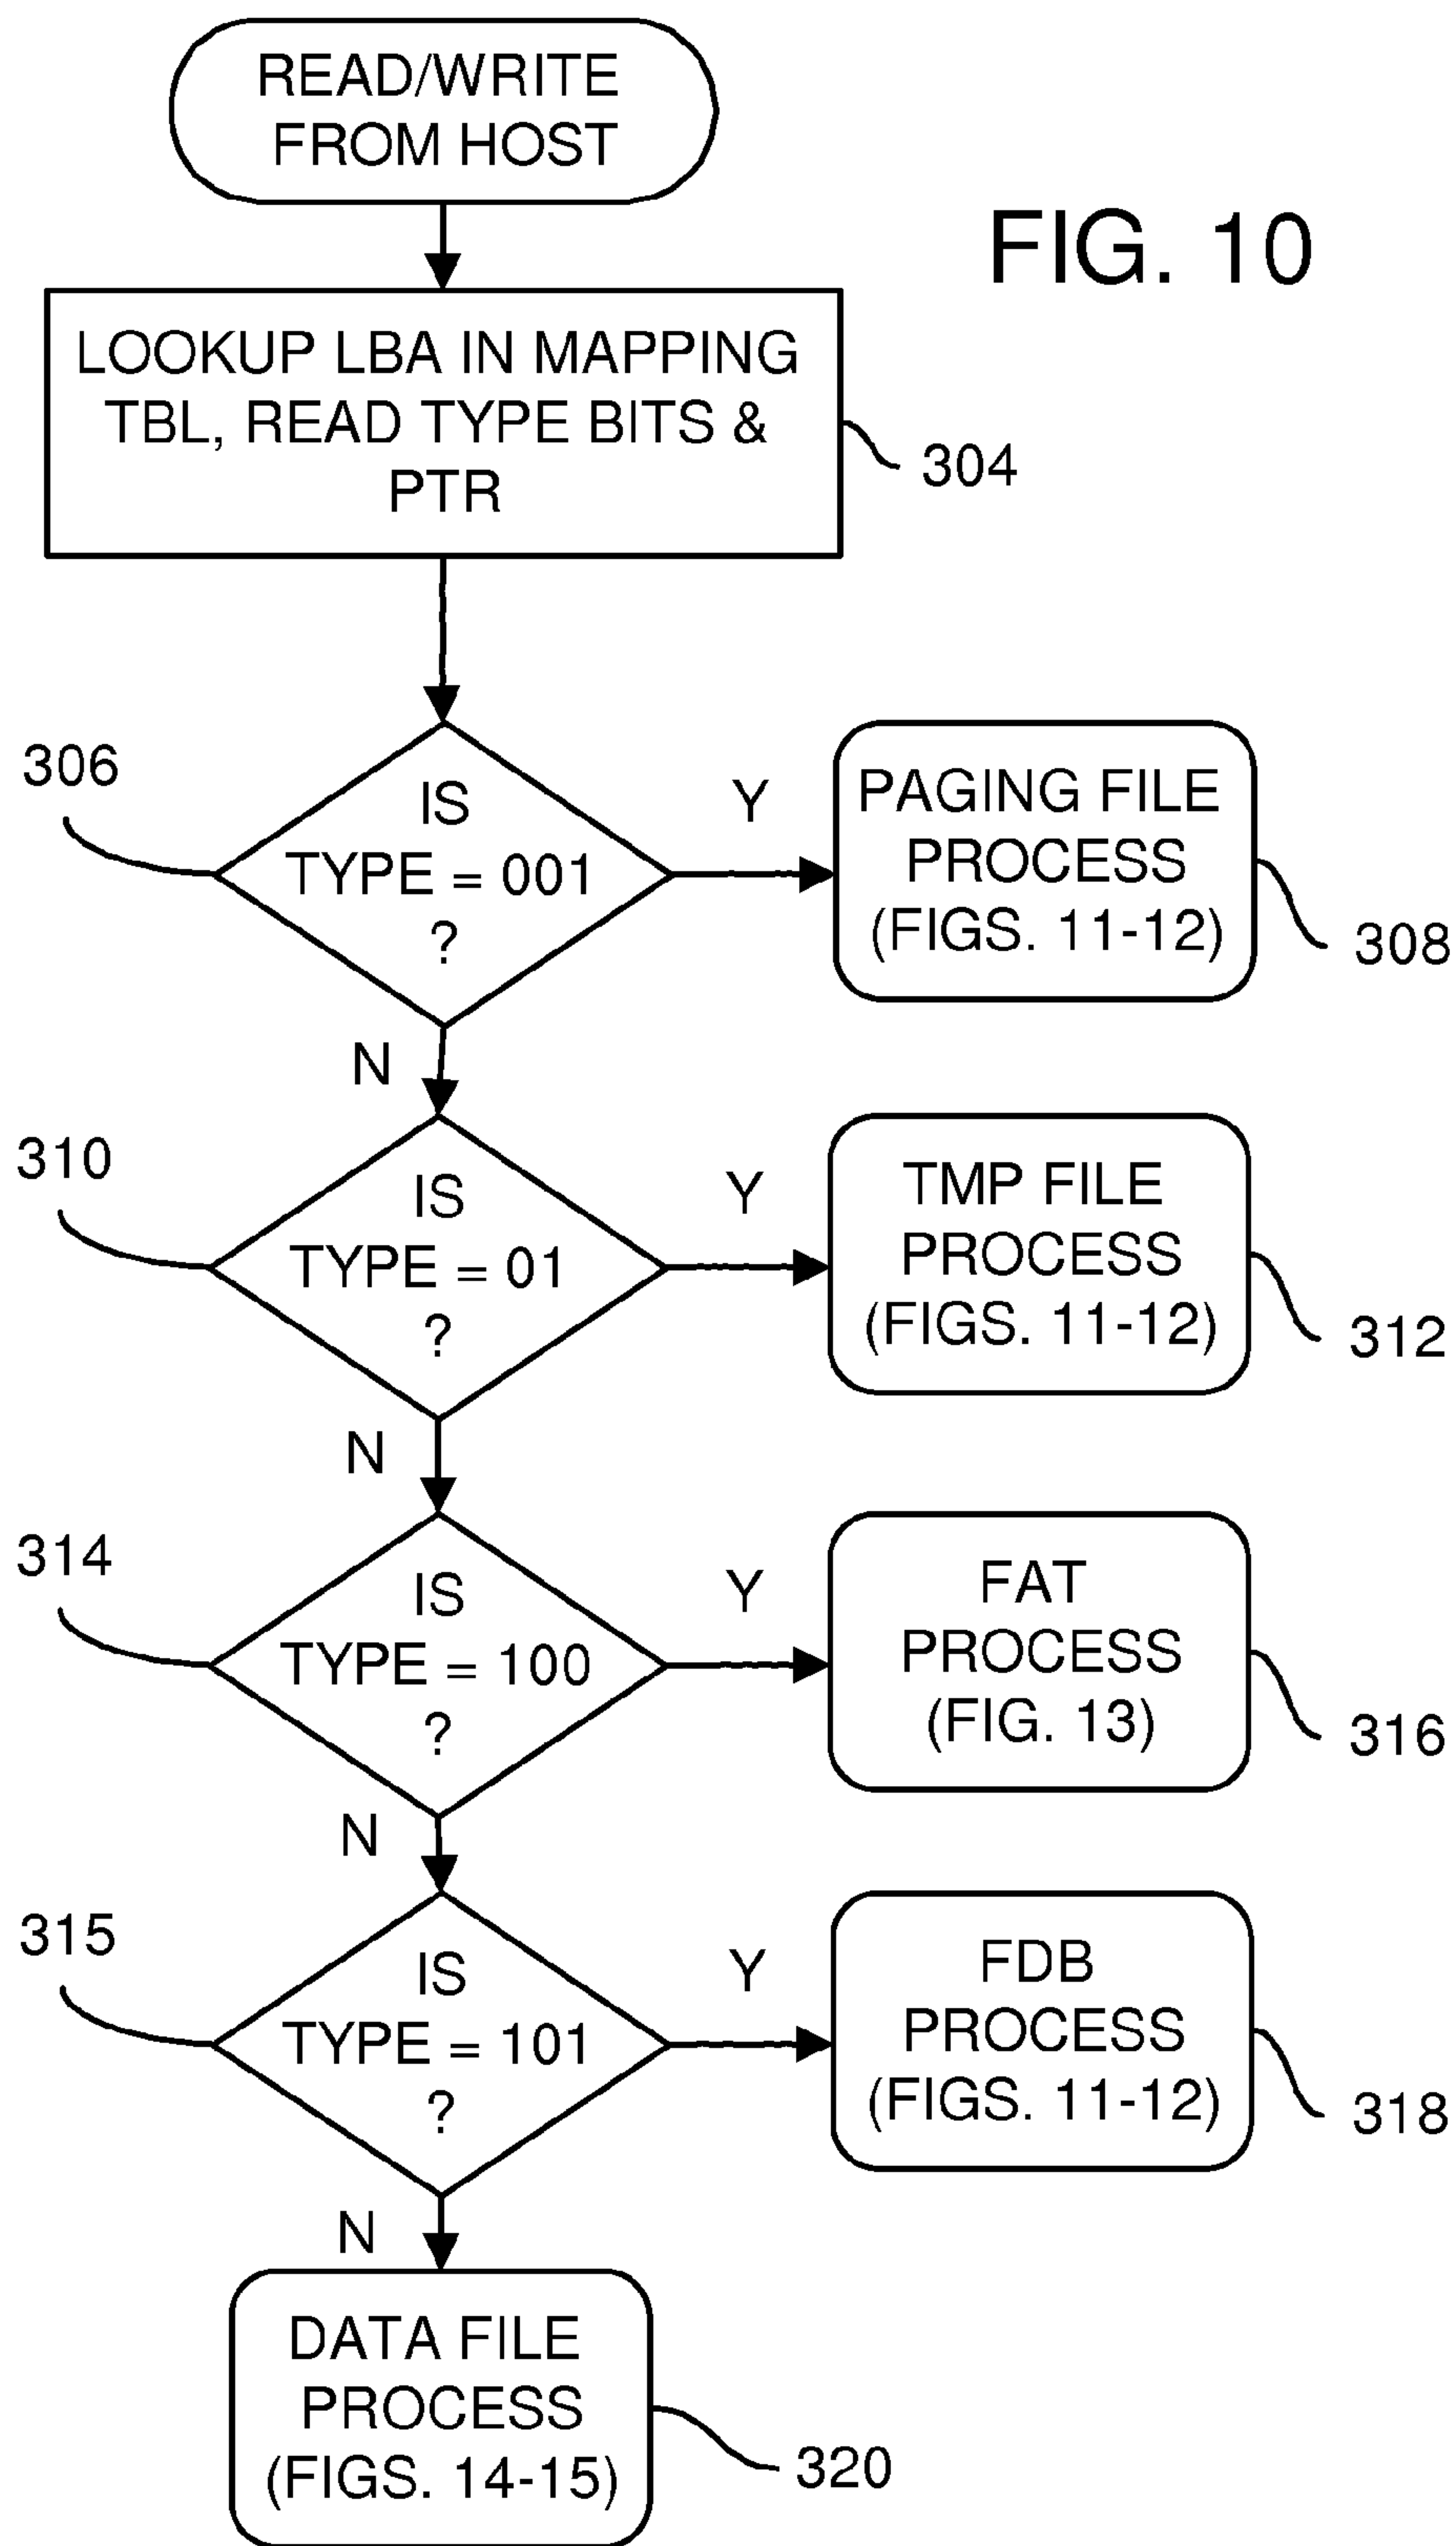 READ/WRITE
FROM HOST
FIG. 10
LOOKUP LBA IN MAPPING
TBL, READ TYPE BITS &
PTR
304
306
IS
TYPE = 001
?
Y
PAGING FILE
PROCESS
(FIGS. 11-12)
308
N
310
IS
TYPE = 01
?
Y
TMP FILE
PROCESS
(FIGS. 11-12)
312
N
314
IS
TYPE = 100
?
Y
FAT
PROCESS
(FIG. 13)
316
N
315
IS
TYPE = 101
?
Y
FDB
PROCESS
(FIGS. 11-12)
318
N
DATA FILE
PROCESS
(FIGS. 14-15)
320